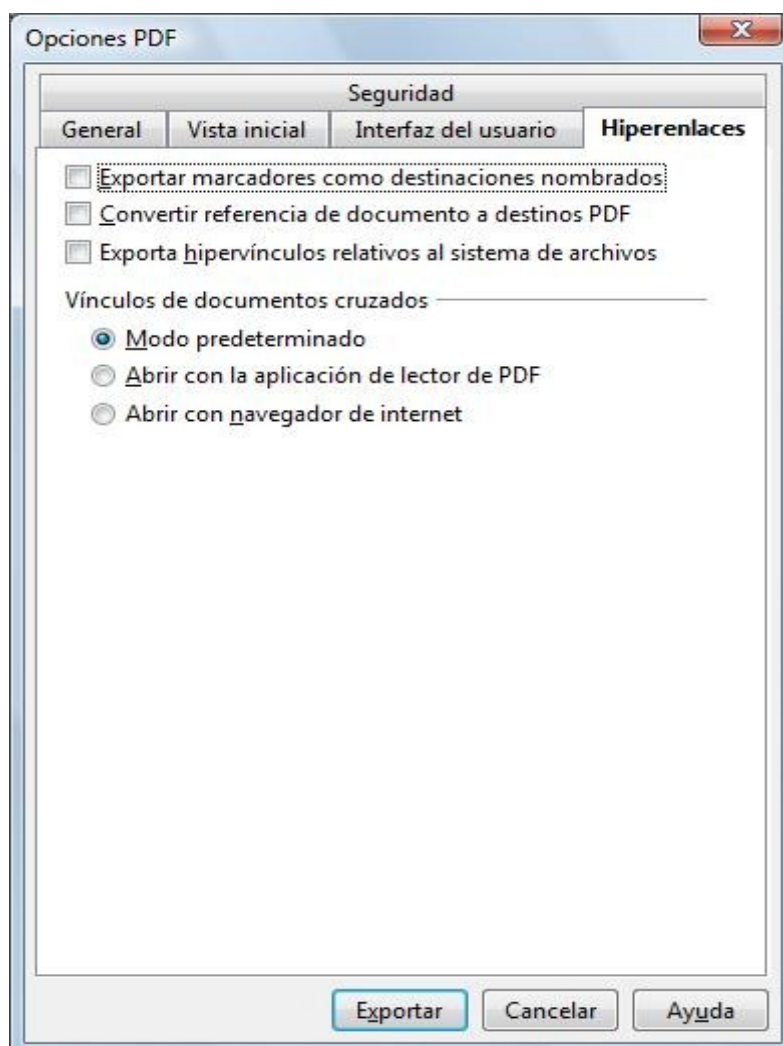 Opciones PDF
Seguridad
General Vista inicial Interfaz del usuario Hiperenlaces
Exportar marcadores como destinaciones nombrados
Convertir referencia de documento a destinos PDF
Exporta hipervínculos relativos al sistema de archivos
Vínculos de documentos cruzados
Modo predeterminado
Abrir con la aplicación de lector de PDF
Abrir con navegador de internet
Exportar Cancelar Ayuda